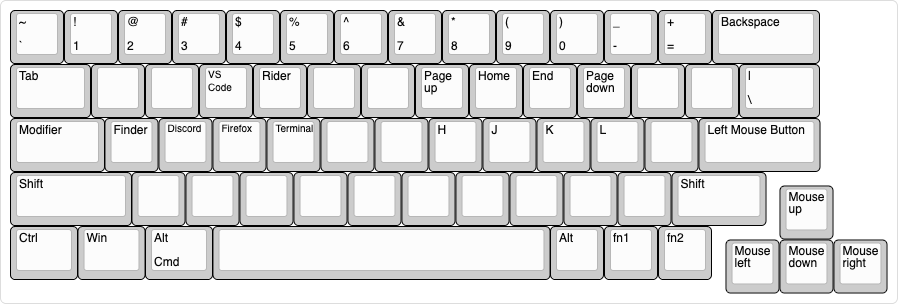 ~ ! @ # $ % ^ & * ( ) _ + Backspace
` 1 2 3 4 5 6 7 8 9 0 - =
Tab VS Code Rider Page up Home End Page down | \
Modifier Finder Discord Firefox Terminal H J K L Left Mouse Button
Shift Shift
Mouse up
Ctrl Win Alt Cmd Alt fn1 fn2
Mouse left Mouse down Mouse right